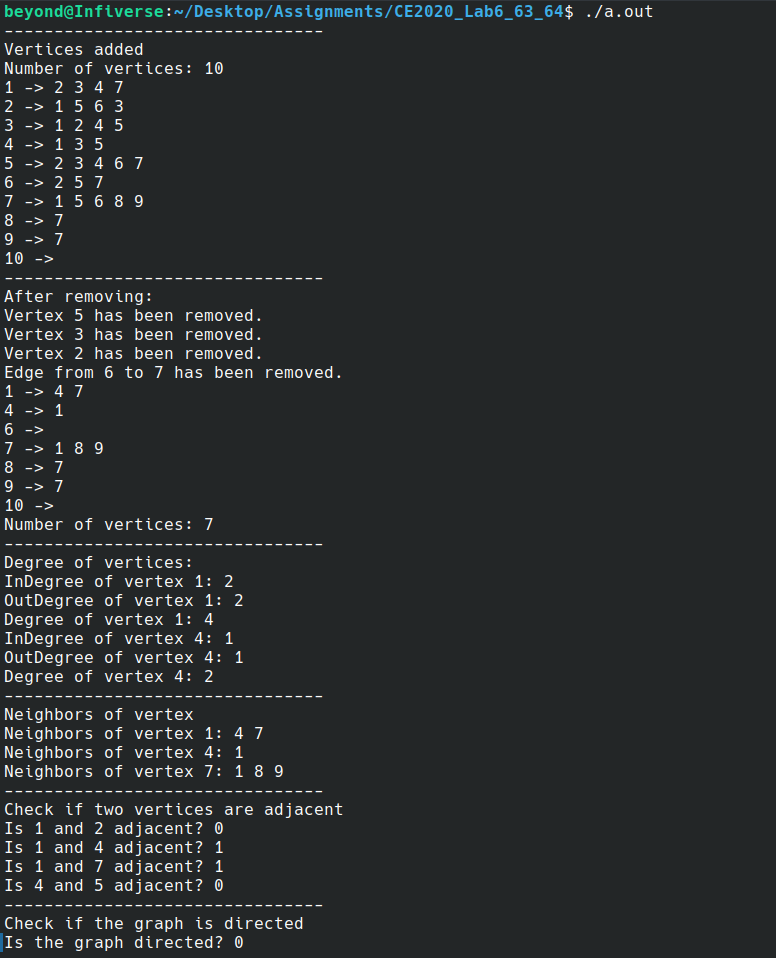 beyond@Infiverse:~/Desktop/Assignments/CE2020_Lab6_63_64$ ./a.out
--------------------------------
Vertices added
Number of vertices: 10
1 -> 2 3 4 7
2 -> 1 5 6 3
3 -> 1 2 4 5
4 -> 1 3 5
5 -> 2 3 4 6 7
6 -> 2 5 7
7 -> 1 5 6 8 9
8 -> 7
9 -> 7
10 ->
--------------------------------
After removing:
Vertex 5 has been removed.
Vertex 3 has been removed.
Vertex 2 has been removed.
Edge from 6 to 7 has been removed.
1 -> 4 7
4 -> 1
6 ->
7 -> 1 8 9
8 -> 7
9 -> 7
10 ->
Number of vertices: 7
--------------------------------
Degree of vertices:
InDegree of vertex 1: 2
OutDegree of vertex 1: 2
Degree of vertex 1: 4
InDegree of vertex 4: 1
OutDegree of vertex 4: 1
Degree of vertex 4: 2
--------------------------------
Neighbors of vertex
Neighbors of vertex 1: 4 7
Neighbors of vertex 4: 1
Neighbors of vertex 7: 1 8 9
--------------------------------
Check if two vertices are adjacent
Is 1 and 2 adjacent? 0
Is 1 and 4 adjacent? 1
Is 1 and 7 adjacent? 1
Is 4 and 5 adjacent? 0
--------------------------------
Check if the graph is directed
Is the graph directed? 0